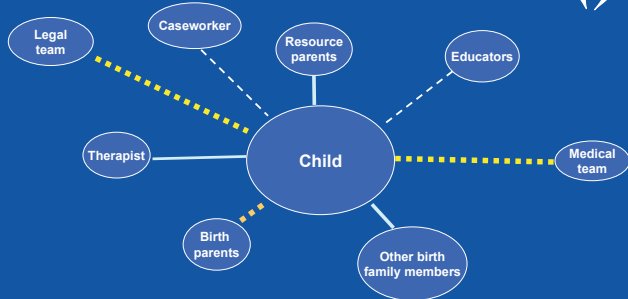 Legal
team
Caseworker
Resource
parents
Educators
Therapist
Child
Medical
team
Birth
parents
Other birth
family members